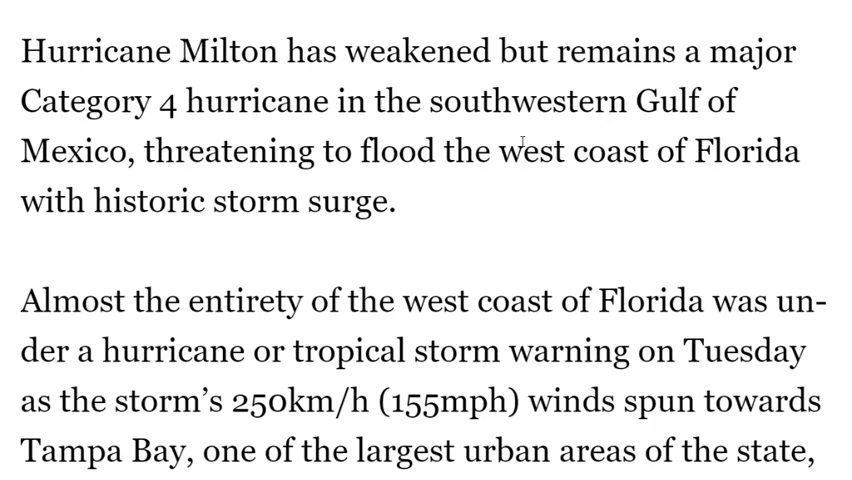 Hurricane Milton has weakened but remains a major
Category 4 hurricane in the southwestern Gulf of
Mexico, threatening to flood the west coast of Florida
with historic storm surge.
Almost the entirety of the west coast of Florida was un-
der a hurricane or tropical storm warning on Tuesday
as the storm’s 250km/h (155mph) winds spun towards
Tampa Bay, one of the largest urban areas of the state,